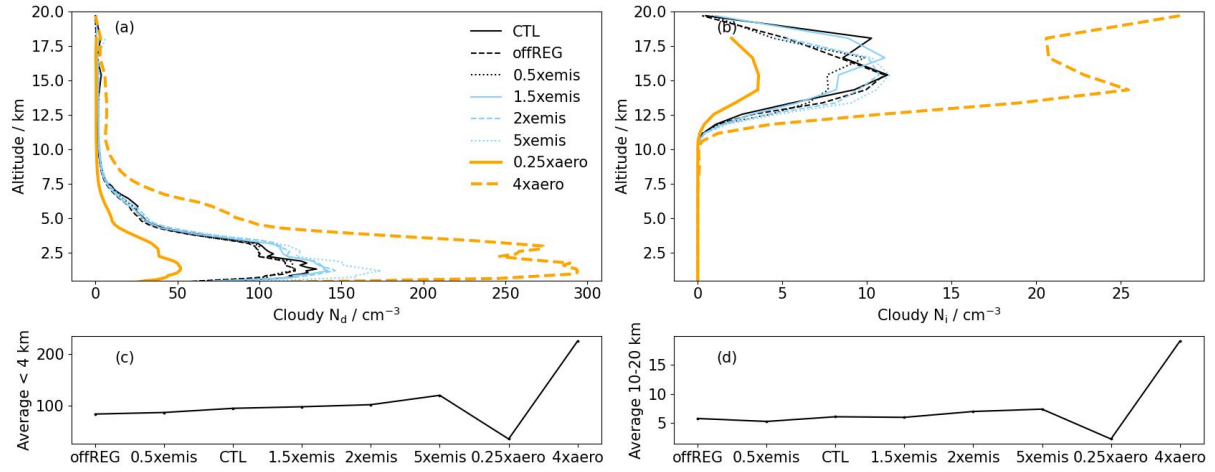 (a)
20.0
17.5
15.0
12.5
10.0
7.5
5.0
2.5
Altitude / km
0 50 100 150 200 250 300
Cloudy N_d / cm⁻³
CTL
offREG
0.5xemis
1.5xemis
2xemis
5xemis
0.25xaero
4xaero
(b)
20.0
17.5
15.0
12.5
10.0
7.5
5.0
2.5
Altitude / km
0 5 10 15 20 25
Cloudy N_i / cm⁻³
(c)
Average < 4 km
200
100
offREG 0.5xemis CTL 1.5xemis 2xemis 5xemis 0.25xaero 4xaero
(d)
Average 10-20 km
15
10
5
offREG 0.5xemis CTL 1.5xemis 2xemis 5xemis 0.25xaero 4xaero